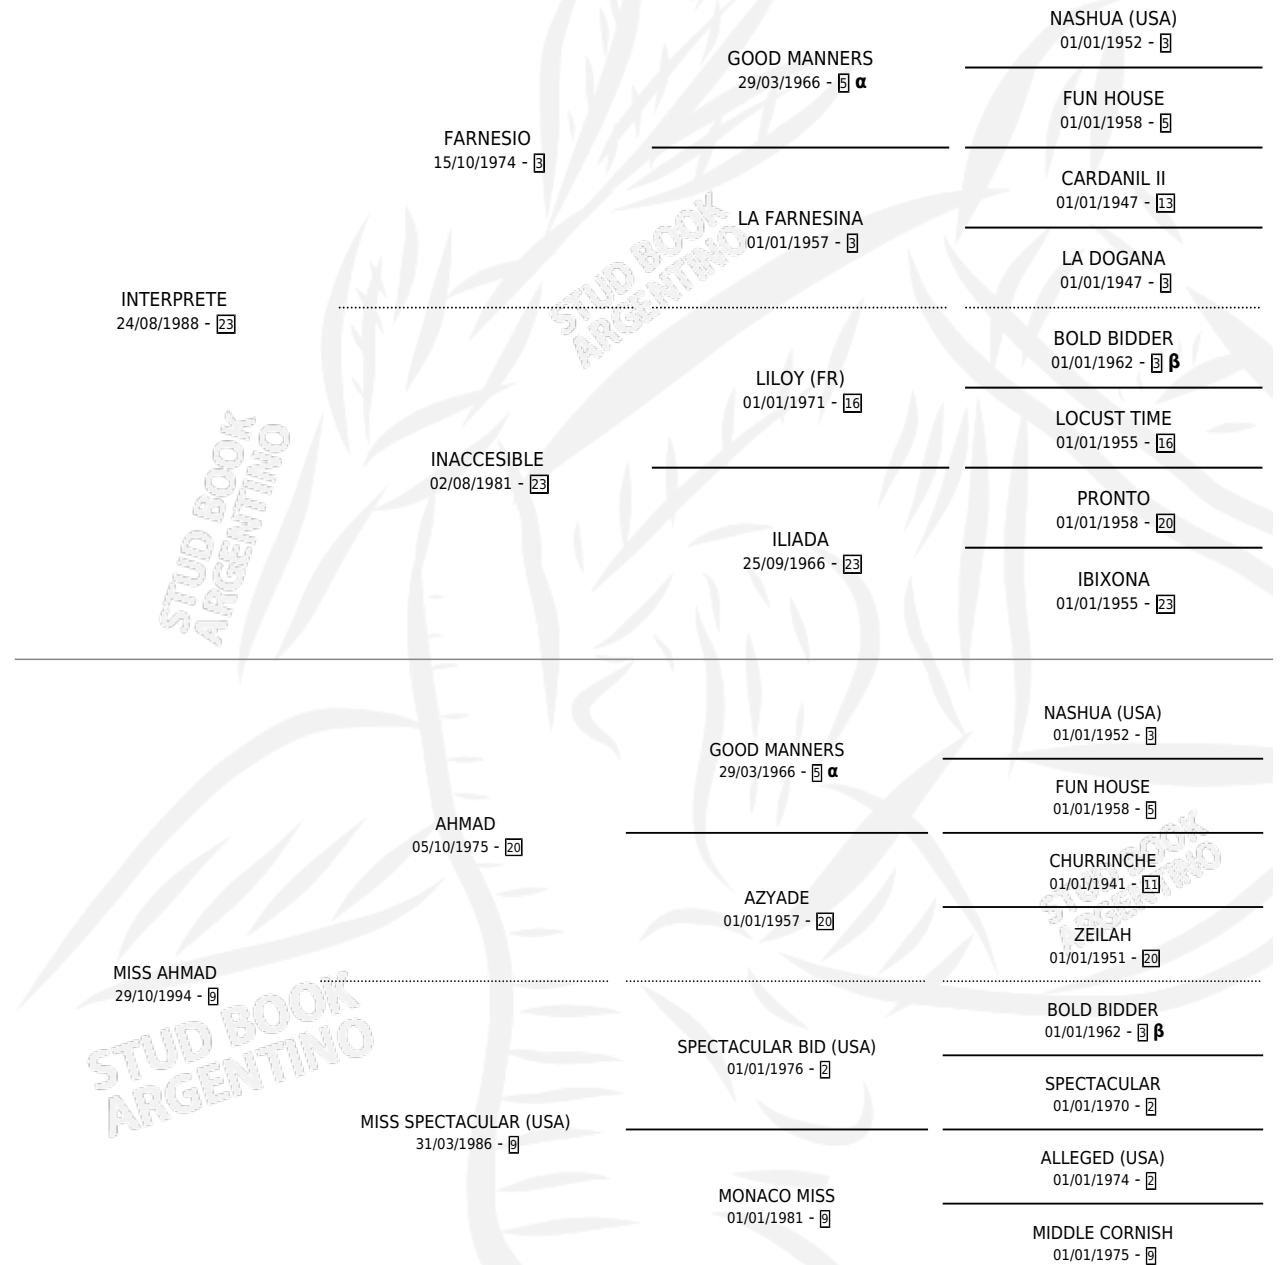 NASHUA (USA)
01/01/1952 - 3
GOOD MANNERS
29/03/1966 - 5 α
FUN HOUSE
01/01/1958 - 5
FARNESIO
15/10/1974 - 3
CARDANIL II
01/01/1947 - 13
LA FARNESINA
01/01/1957 - 3
LA DOGANA
01/01/1947 - 3
INTERPRETE
24/08/1988 - 23
BOLD BIDDER
01/01/1962 - 3 β
LILOY (FR)
01/01/1971 - 16
LOCUST TIME
01/01/1955 - 16
INACCESIBLE
02/08/1981 - 23
PRONTO
01/01/1958 - 20
ILIADA
25/09/1966 - 23
IBIXONA
01/01/1955 - 23
NASHUA (USA)
01/01/1952 - 3
GOOD MANNERS
29/03/1966 - 5 α
FUN HOUSE
01/01/1958 - 5
AHMAD
05/10/1975 - 20
CHURRINCHE
01/01/1941 - 11
AZYADE
01/01/1957 - 20
ZEILAH
01/01/1951 - 20
MISS AHMAD
29/10/1994 - 9
BOLD BIDDER
01/01/1962 - 3 β
SPECTACULAR BID (USA)
01/01/1976 - 2
SPECTACULAR
01/01/1970 - 2
MISS SPECTACULAR (USA)
31/03/1986 - 9
ALLEGED (USA)
01/01/1974 - 2
MONACO MISS
01/01/1981 - 9
MIDDLE CORNISH
01/01/1975 - 9
STUD BOOK
ARGENTINO
STUD BOOK
ARGENTINO
STUD BOOK
ARGENTINO
STUD BOOK
ARGENTINO